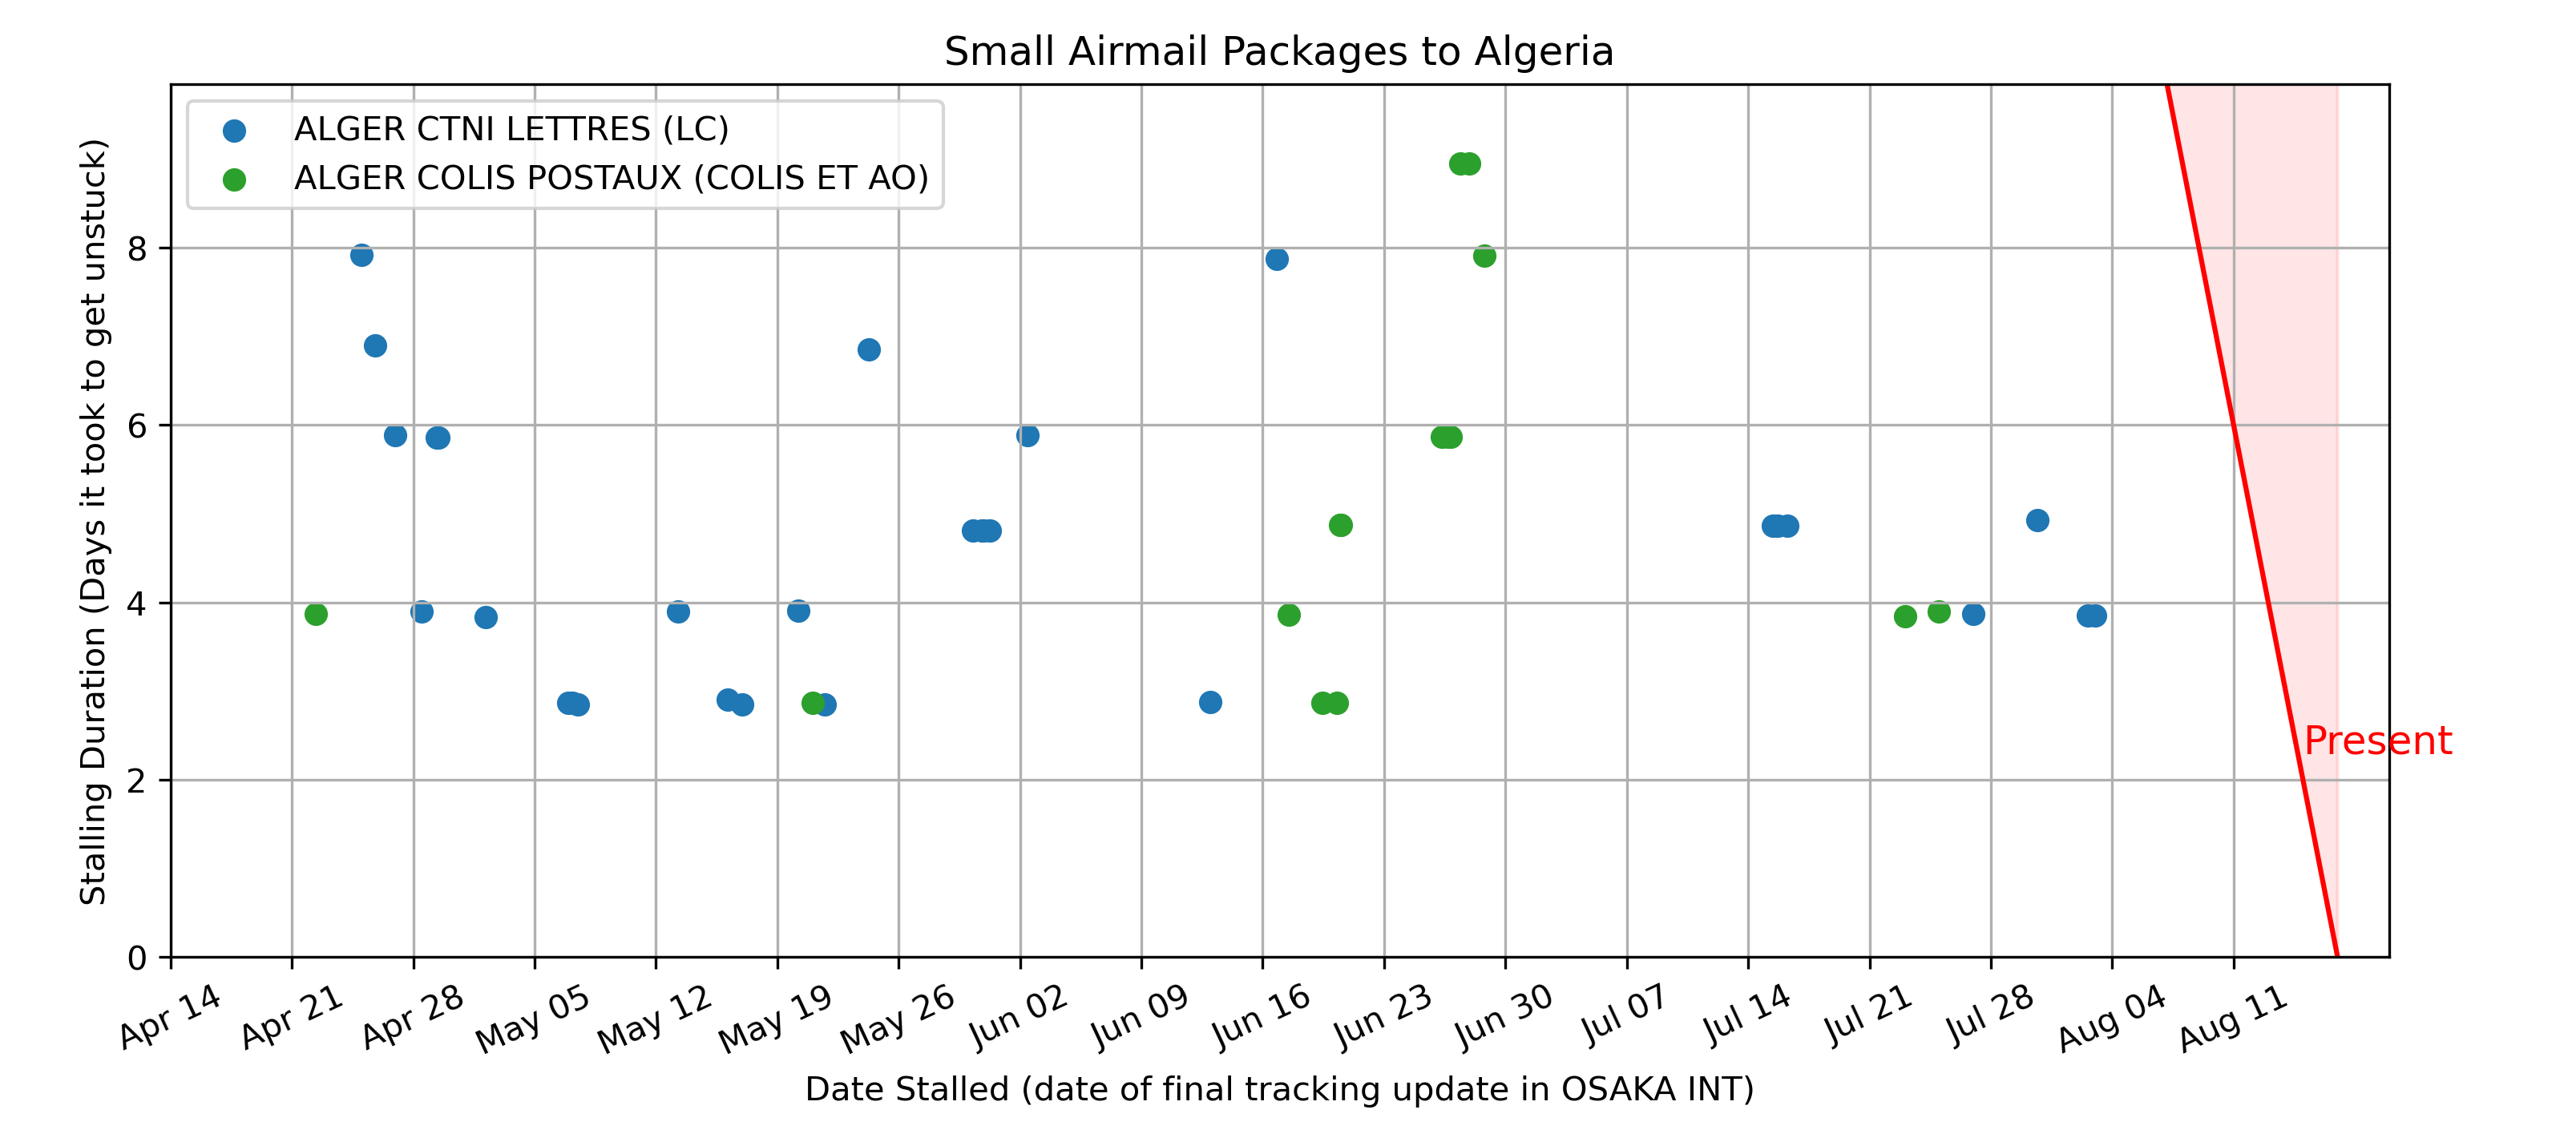 Small Airmail Packages to Algeria
ALGER CTNI LETTRES (LC)
ALGER COLIS POSTAUX (COLIS ET AO)
Stalling Duration (Days it took to get unstuck)
8
6
4
2
0
Present
Apr 14
Apr 21
Apr 28
May 05
May 12
May 19
May 26
Jun 02
Jun 09
Jun 16
Jun 23
Jun 30
Jul 07
Jul 14
Jul 21
Jul 28
Aug 04
Aug 11
Date Stalled (date of final tracking update in OSAKA INT)